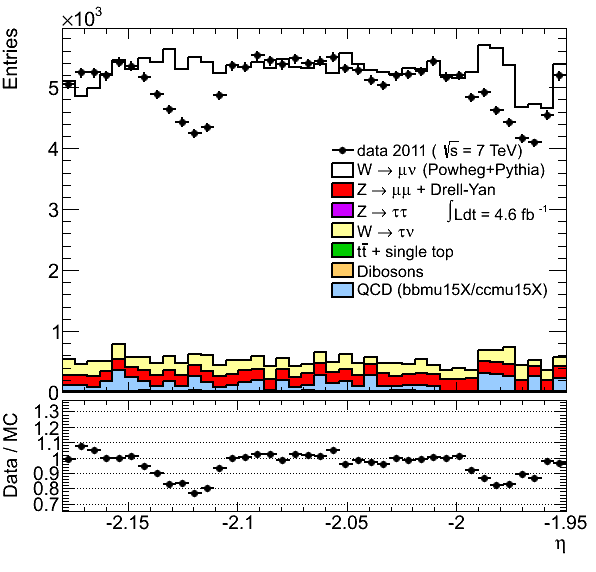 ×10³
Entries
5
4
3
2
1
0
data 2011 ( √s = 7 TeV)
W → μν (Powheg+Pythia)
Z → μμ + Drell-Yan
Z → ττ
∫Ldt = 4.6 fb ⁻¹
W → τν
tt̄ + single top
Dibosons
QCD (bbmu15X/ccmu15X)
Data / MC
1.3
1.2
1.1
1
0.9
0.8
0.7
-2.15 -2.1 -2.05 -2 -1.95
η